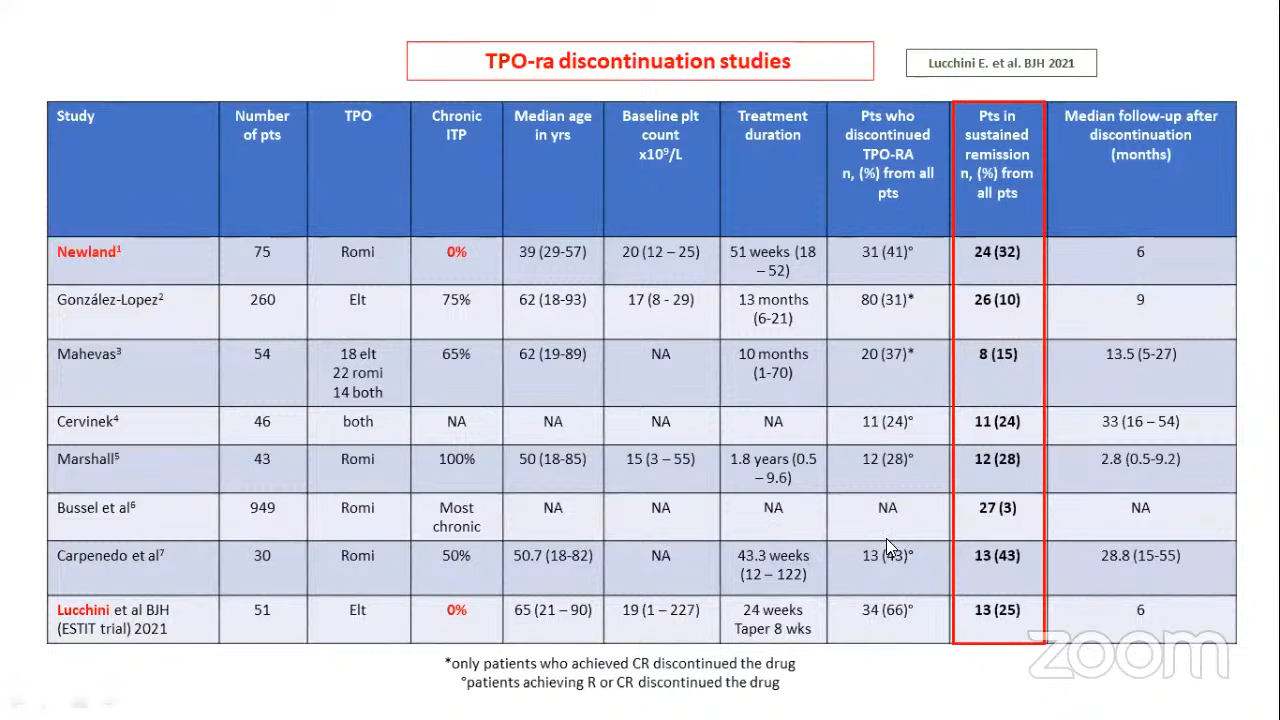 TPO-ra discontinuation studies
Lucchini E. et al. BJH 2021
Study
Number
of pts
TPO
Chronic
ITP
Median age
in yrs
Baseline plt
count
x10⁹/L
Treatment
duration
Pts who
discontinued
TPO-RA
n, (%) from all
pts
Pts in
sustained
remission
n, (%) from
all pts
Median follow-up after
discontinuation
(months)
Newland¹
75
Romi
0%
39 (29-57)
20 (12 – 25)
51 weeks (18
– 52)
31 (41)°
24 (32)
6
González-Lopez²
260
Elt
75%
62 (18-93)
17 (8 - 29)
13 months
(6-21)
80 (31)*
26 (10)
9
Mahevas³
54
18 elt
22 romi
14 both
65%
62 (19-89)
NA
10 months
(1-70)
20 (37)*
8 (15)
13.5 (5-27)
Cervinek⁴
46
both
NA
NA
NA
NA
11 (24)°
11 (24)
33 (16 – 54)
Marshall⁵
43
Romi
100%
50 (18-85)
15 (3 – 55)
1.8 years (0.5
– 9.6)
12 (28)°
12 (28)
2.8 (0.5-9.2)
Bussel et al⁶
949
Romi
Most
chronic
NA
NA
NA
NA
27 (3)
NA
Carpenedo et al⁷
30
Romi
50%
50.7 (18-82)
NA
43.3 weeks
(12 – 122)
13 (43)°
13 (43)
28.8 (15-55)
Lucchini et al BJH
(ESTIT trial) 2021
51
Elt
0%
65 (21 – 90)
19 (1 – 227)
24 weeks
Taper 8 wks
34 (66)°
13 (25)
6
*only patients who achieved CR discontinued the drug
°patients achieving R or CR discontinued the drug
zoom